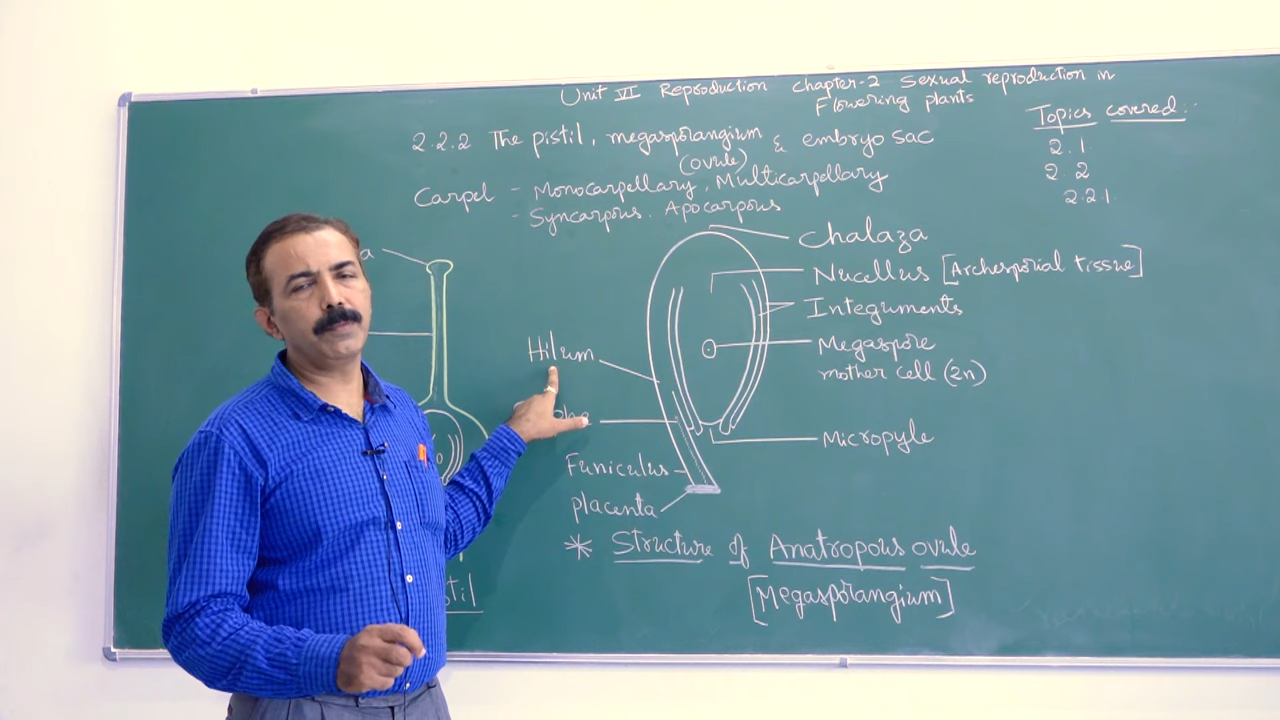 Unit VI Reproduction Chapter-2 Sexual reproduction in
Flowering plants
Topics covered:-
2.1
2.2
2.2.1.
2.2.2 The pistil, megasporangium & embryo sac
(ovule)
Carpel - Monocarpellary, Multicarpellary
- Syncarpous. Apocarpous
a
Chalaza
Nucellus [Archesporial tissue]
Integuments
Hilum
Megaspore
mother cell (2n)
Micropyle
Funiculus
placenta
* Structure of Anatropous ovule
[Megasporangium]
stil